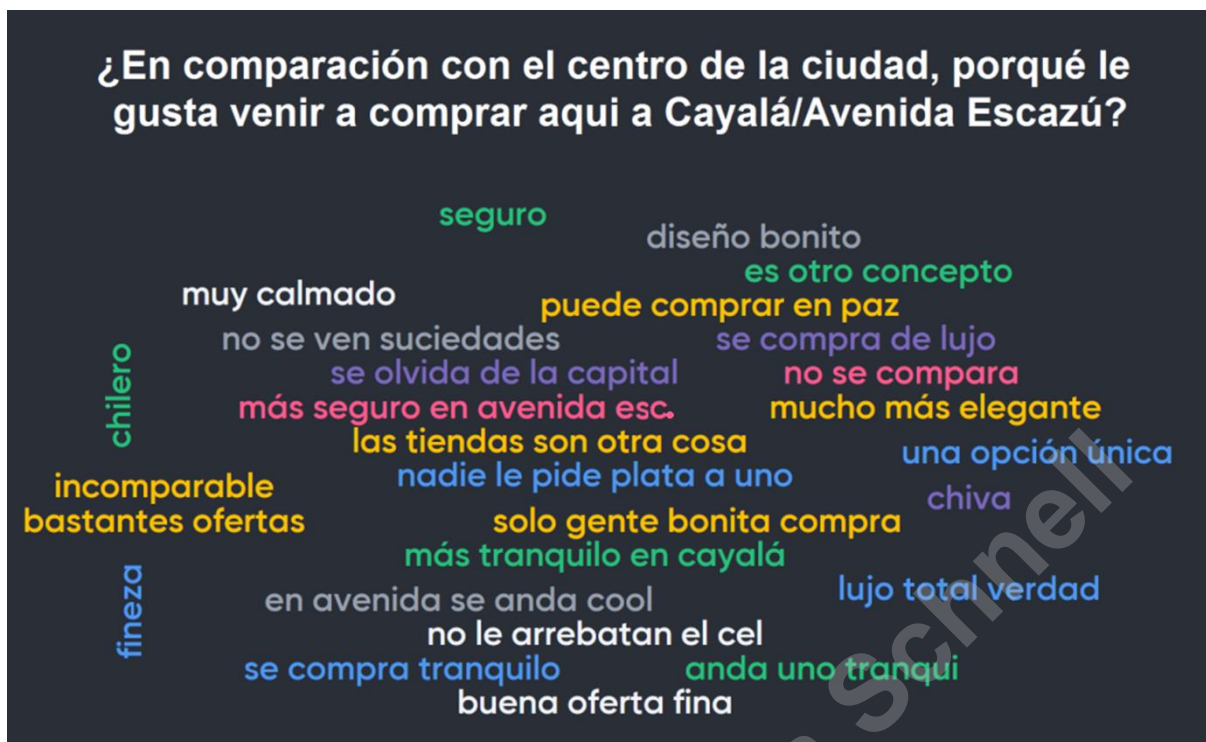 ¿En comparación con el centro de la ciudad, porqué le
gusta venir a comprar aqui a Cayalá/Avenida Escazú?
seguro
diseño bonito
es otro concepto
muy calmado
puede comprar en paz
no se ven suciedades
se compra de lujo
se olvida de la capital
no se compara
chilero
más seguro en avenida esc.
mucho más elegante
las tiendas son otra cosa
una opción única
nadie le pide plata a uno
incomparable
chiva
bastantes ofertas
solo gente bonita compra
más tranquilo en cayalá
fineza
en avenida se anda cool
lujo total verdad
no le arrebatan el cel
se compra tranquilo
anda uno tranqui
buena oferta fina
Schnell